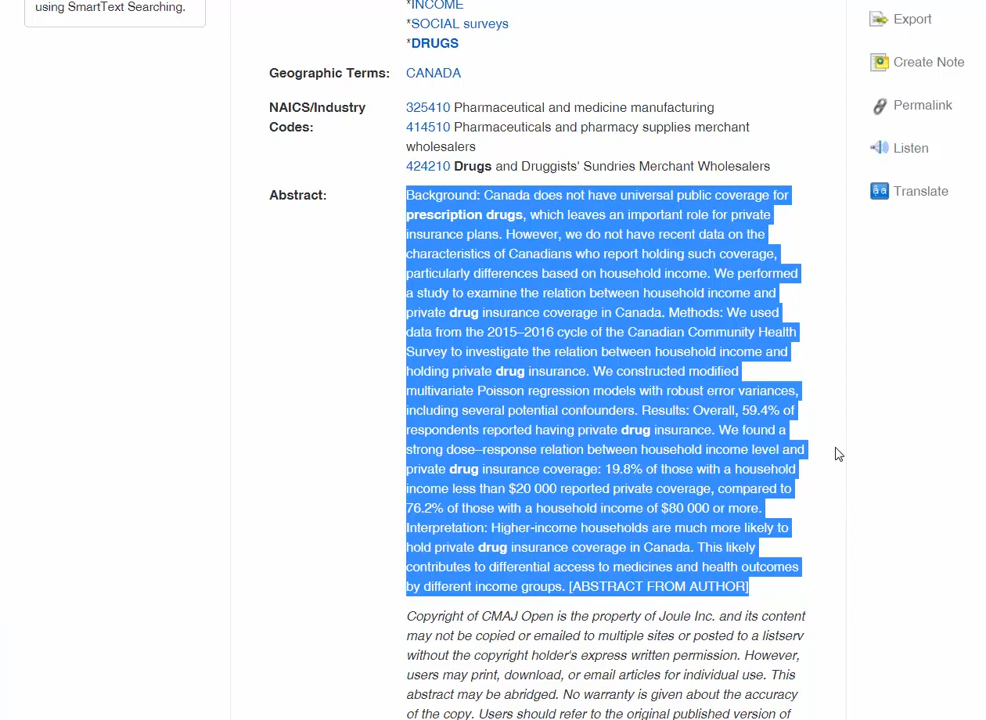 using SmartText Searching.
*INCOME
*SOCIAL surveys
*DRUGS
Geographic Terms:
CANADA
NAICS/Industry
Codes:
325410 Pharmaceutical and medicine manufacturing
414510 Pharmaceuticals and pharmacy supplies merchant
wholesalers
424210 Drugs and Druggists' Sundries Merchant Wholesalers
Abstract:
Background: Canada does not have universal public coverage for
prescription drugs, which leaves an important role for private
insurance plans. However, we do not have recent data on the
characteristics of Canadians who report holding such coverage,
particularly differences based on household income. We performed
a study to examine the relation between household income and
private drug insurance coverage in Canada. Methods: We used
data from the 2015–2016 cycle of the Canadian Community Health
Survey to investigate the relation between household income and
holding private drug insurance. We constructed modified
multivariate Poisson regression models with robust error variances,
including several potential confounders. Results: Overall, 59.4% of
respondents reported having private drug insurance. We found a
strong dose–response relation between household income level and
private drug insurance coverage: 19.8% of those with a household
income less than $20 000 reported private coverage, compared to
76.2% of those with a household income of $80 000 or more.
Interpretation: Higher-income households are much more likely to
hold private drug insurance coverage in Canada. This likely
contributes to differential access to medicines and health outcomes
by different income groups. [ABSTRACT FROM AUTHOR]
Copyright of CMAJ Open is the property of Joule Inc. and its content
may not be copied or emailed to multiple sites or posted to a listserv
without the copyright holder's express written permission. However,
users may print, download, or email articles for individual use. This
abstract may be abridged. No warranty is given about the accuracy
of the copy. Users should refer to the original published version of
Export
Create Note
Permalink
Listen
Translate